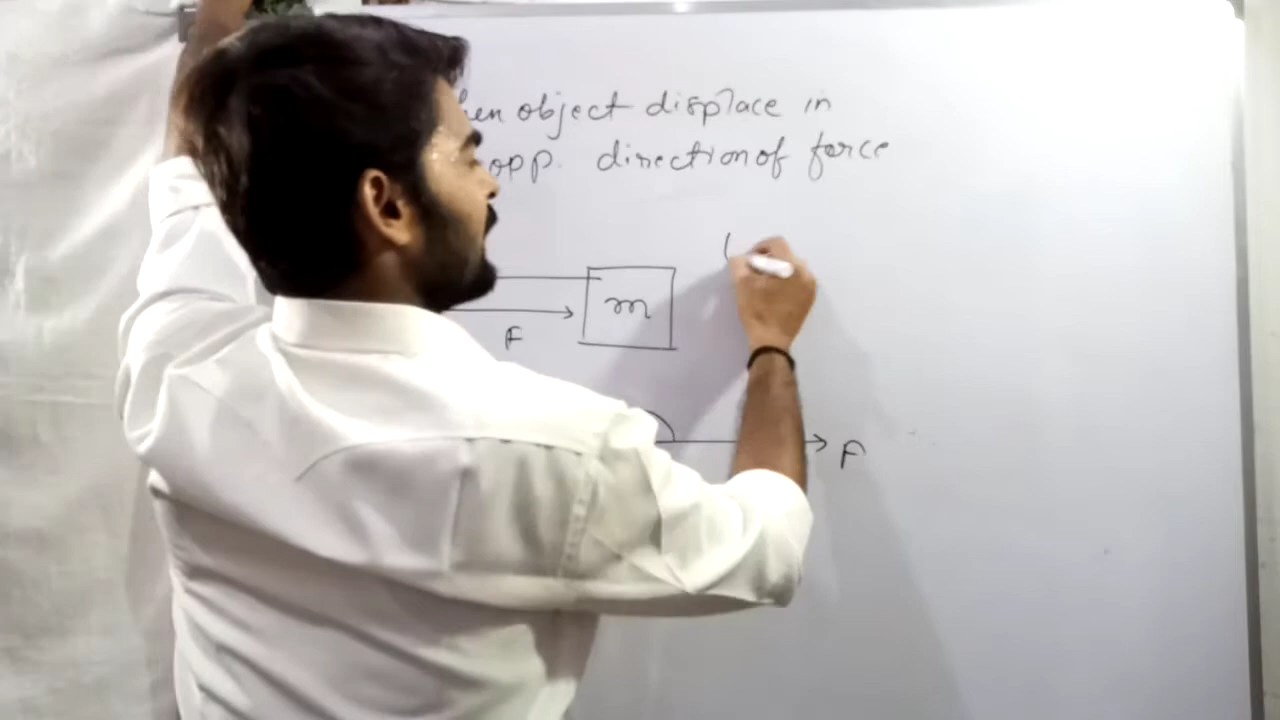 object displace in
opp. direction of force
m
F
F